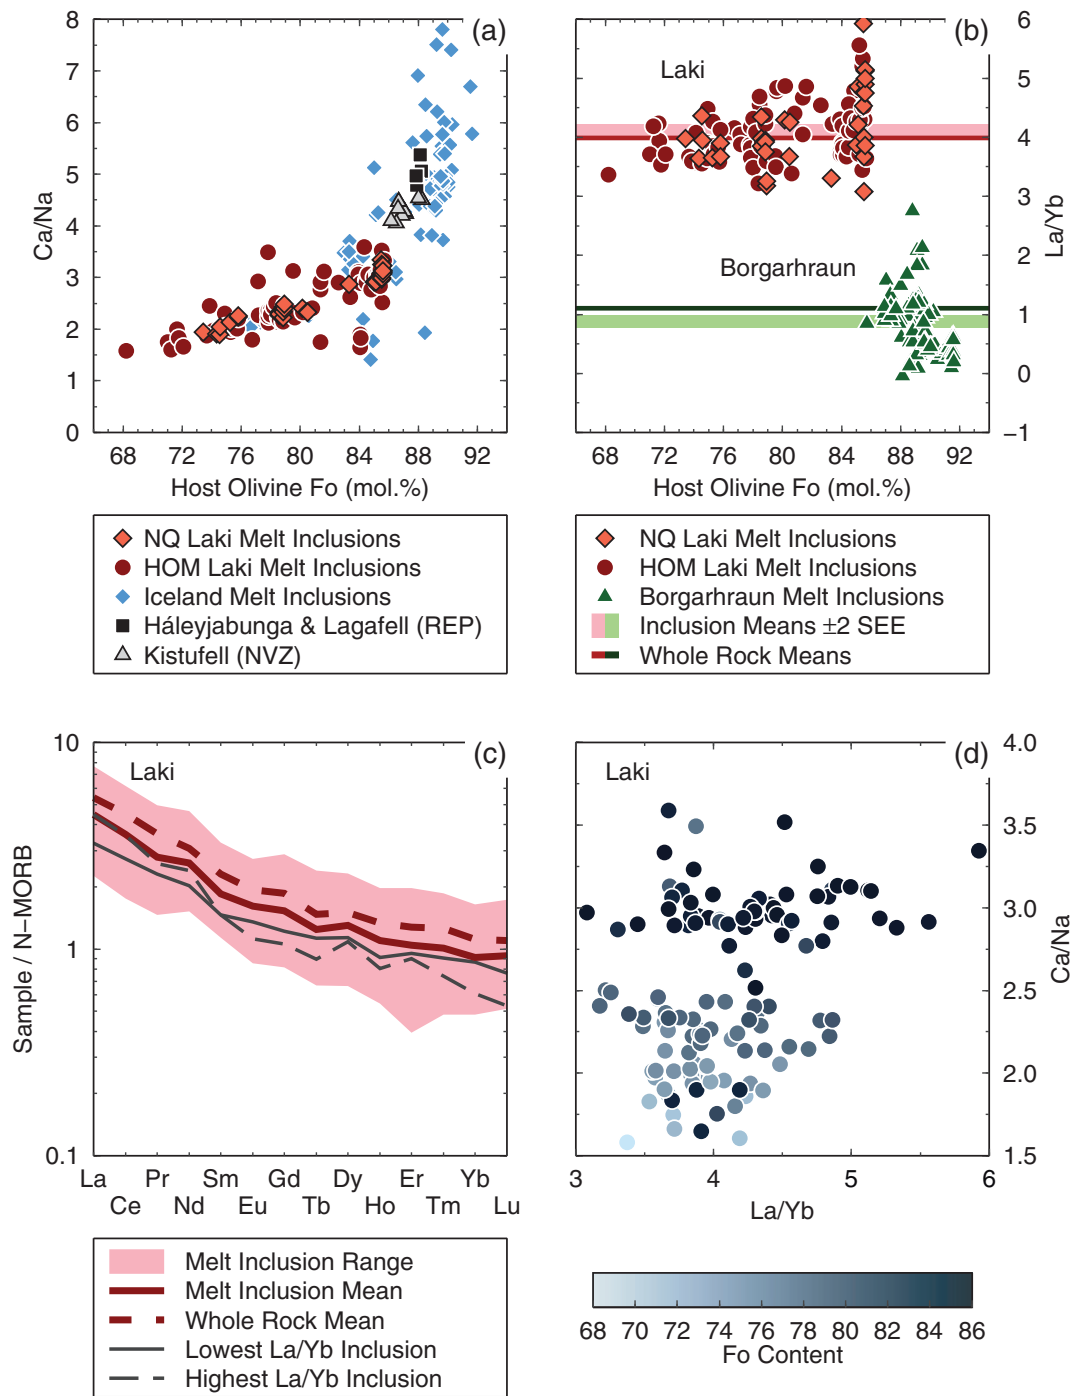 (a)
8
7
6
5
4
3
2
1
0
Ca/Na
68 72 76 80 84 88 92
Host Olivine Fo (mol.%)
NQ Laki Melt Inclusions
HOM Laki Melt Inclusions
Iceland Melt Inclusions
Háleyjabunga & Lagafell (REP)
Kistufell (NVZ)
(b)
Laki
Borgarhraun
6
5
4
3
2
1
0
−1
La/Yb
68 72 76 80 84 88 92
Host Olivine Fo (mol.%)
NQ Laki Melt Inclusions
HOM Laki Melt Inclusions
Borgarhraun Melt Inclusions
Inclusion Means ±2 SEE
Whole Rock Means
(c)
Laki
10
1
0.1
Sample / N−MORB
La Pr Sm Gd Dy Er Yb
Ce Nd Eu Tb Ho Tm Lu
Melt Inclusion Range
Melt Inclusion Mean
Whole Rock Mean
Lowest La/Yb Inclusion
Highest La/Yb Inclusion
(d)
Laki
4.0
3.5
3.0
2.5
2.0
1.5
Ca/Na
3 4 5 6
La/Yb
68 70 72 74 76 78 80 82 84 86
Fo Content